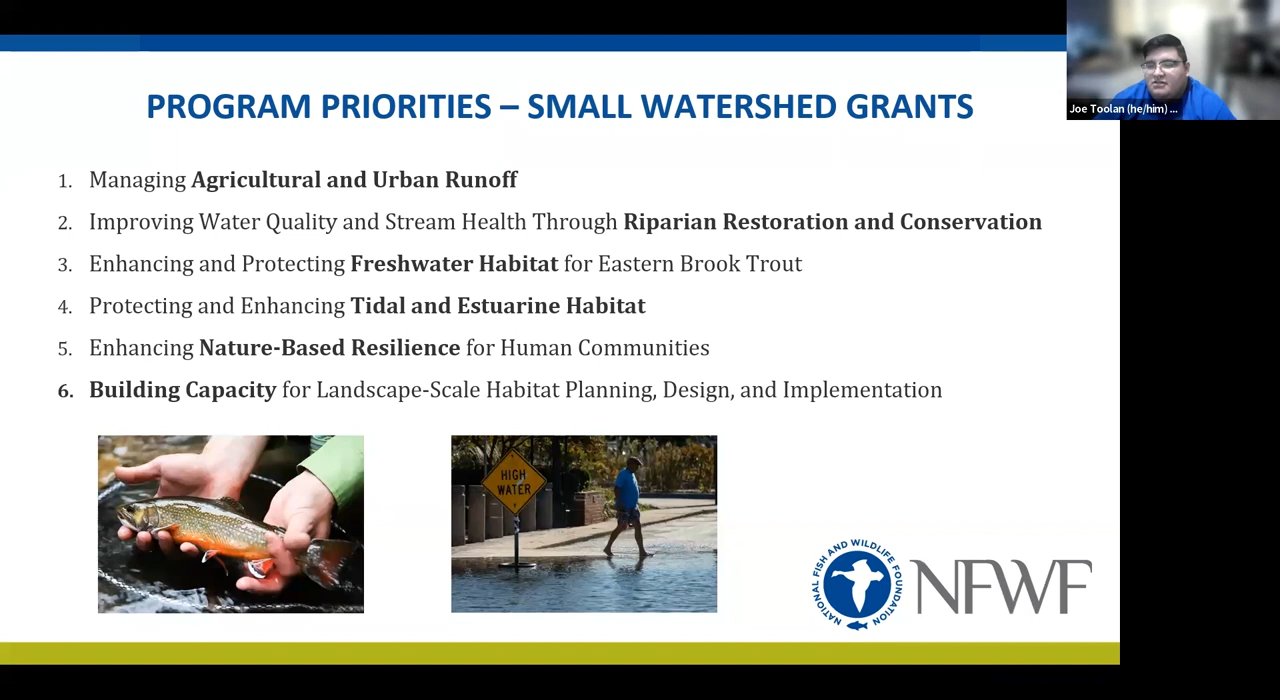 PROGRAM PRIORITIES – SMALL WATERSHED GRANTS
Joe Toolan (he/him) ...
1. Managing Agricultural and Urban Runoff
2. Improving Water Quality and Stream Health Through Riparian Restoration and Conservation
3. Enhancing and Protecting Freshwater Habitat for Eastern Brook Trout
4. Protecting and Enhancing Tidal and Estuarine Habitat
5. Enhancing Nature-Based Resilience for Human Communities
6. Building Capacity for Landscape-Scale Habitat Planning, Design, and Implementation
HIGH
WATER
NATIONAL FISH AND WILDLIFE FOUNDATION
NFWF